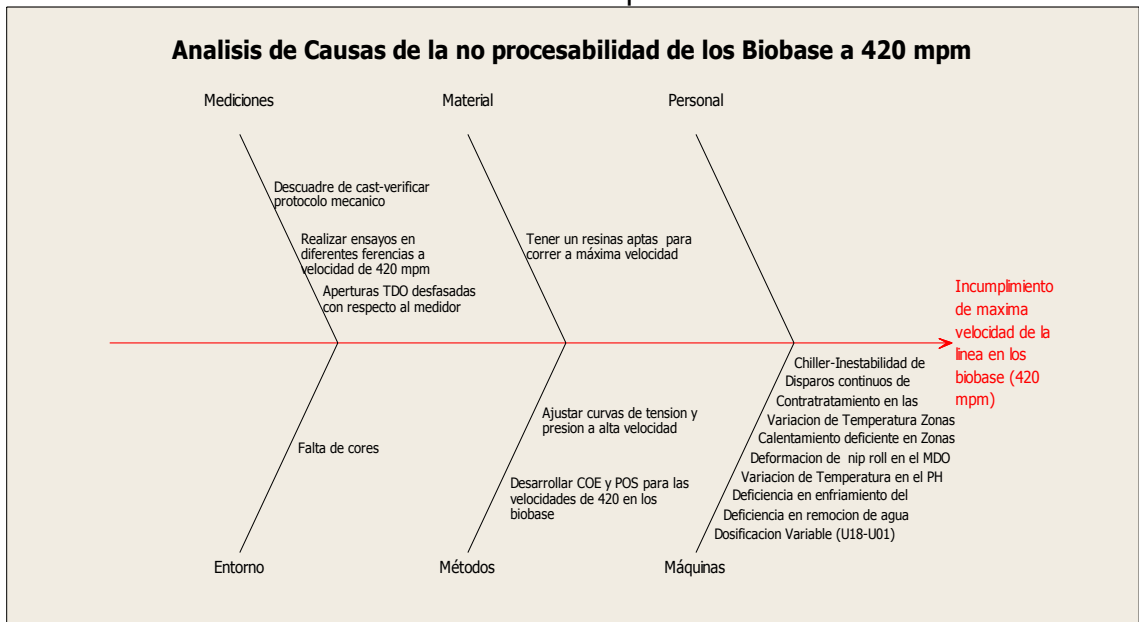 Analisis de Causas de la no procesabilidad de los Biobase a 420 mpm
Mediciones
Material
Personal
Descuadre de cast-verificar
protocolo mecanico
Realizar ensayos en
diferentes ferencias a
velocidad de 420 mpm
Aperturas TDO desfasadas
con respecto al medidor
Tener un resinas aptas para
correr a máxima velocidad
Incumplimiento
de maxima
velocidad de la
linea en los
biobase (420
mpm)
Falta de cores
Ajustar curvas de tension y
presion a alta velocidad
Desarrollar COE y POS para las
velocidades de 420 en los
biobase
Chiller-Inestabilidad de
Disparos continuos de
Contratratamiento en las
Variacion de Temperatura Zonas
Calentamiento deficiente en Zonas
Deformacion de nip roll en el MDO
Variacion de Temperatura en el PH
Deficiencia en enfriamiento del
Deficiencia en remocion de agua
Dosificacion Variable (U18-U01)
Entorno
Métodos
Máquinas